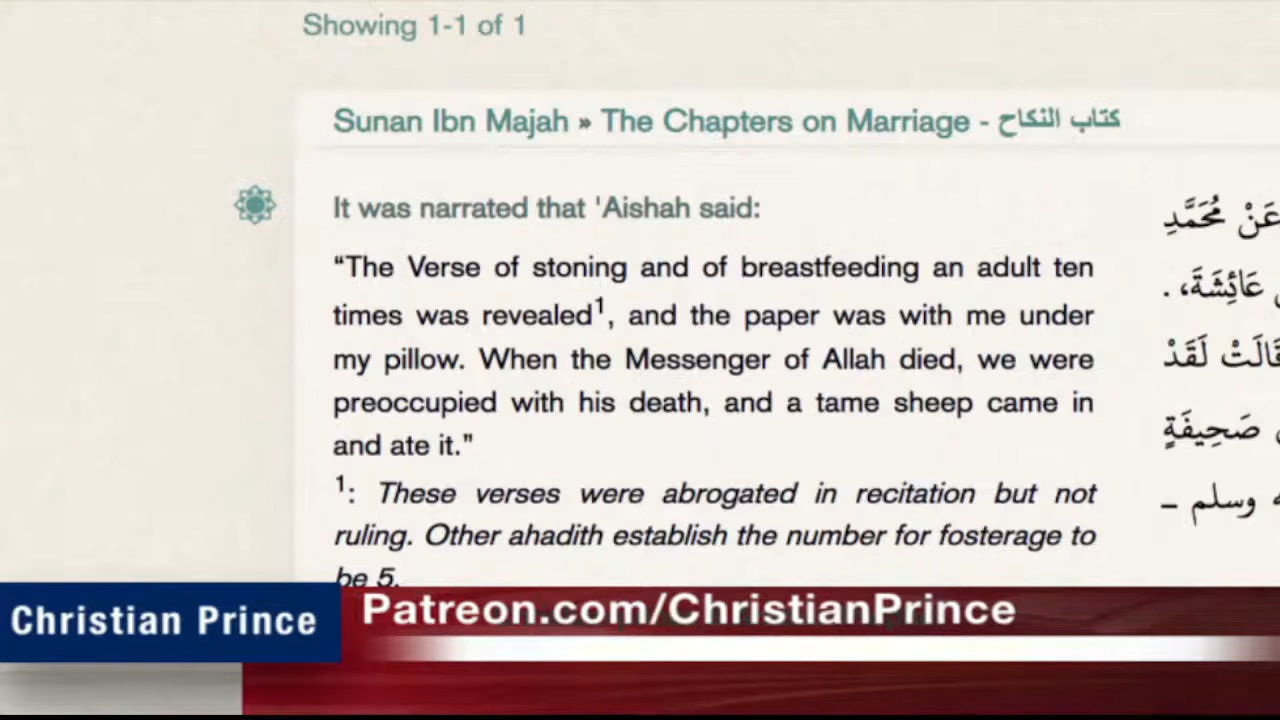 Showing 1-1 of 1
Sunan Ibn Majah » The Chapters on Marriage - كتاب النكاح
It was narrated that 'Aishah said:
“The Verse of stoning and of breastfeeding an adult ten
times was revealed1, and the paper was with me under
my pillow. When the Messenger of Allah died, we were
preoccupied with his death, and a tame sheep came in
and ate it.”
1: These verses were abrogated in recitation but not
ruling. Other ahadith establish the number for fosterage to
be 5.
عَنْ مُحَمَّدِ
عَائِشَةَ، .
قَالَتْ لَقَدْ
صَحِيفَةٍ
وسلم ـ
Christian Prince
Patreon.com/ChristianPrince